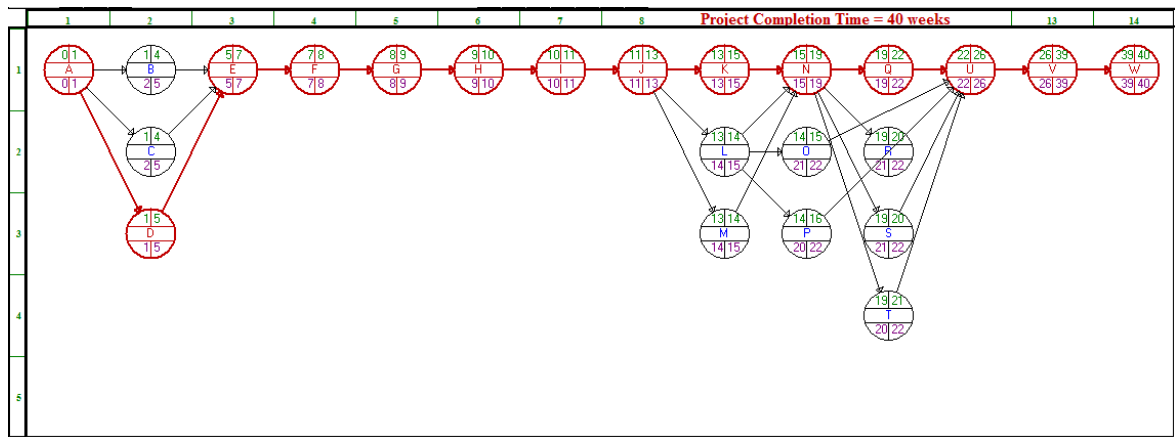 1 2 3 4 5 6 7 8 Project Completion Time = 40 weeks 13 14
1
0 1 A 0 1
1 4 B 2 5
5 7 E 5 7
7 8 F 7 8
8 9 G 8 9
9 10 H 9 10
10 11 I 10 11
11 13 J 11 13
13 15 K 13 15
15 19 N 15 19
19 22 Q 19 22
22 26 U 22 26
26 39 V 26 39
39 40 W 39 40
2
1 4 C 2 5
13 14 L 14 15
14 15 O 21 22
19 20 R 21 22
3
1 5 D 1 5
13 14 M 14 15
14 16 P 20 22
19 20 S 21 22
4
19 21 T 20 22
5